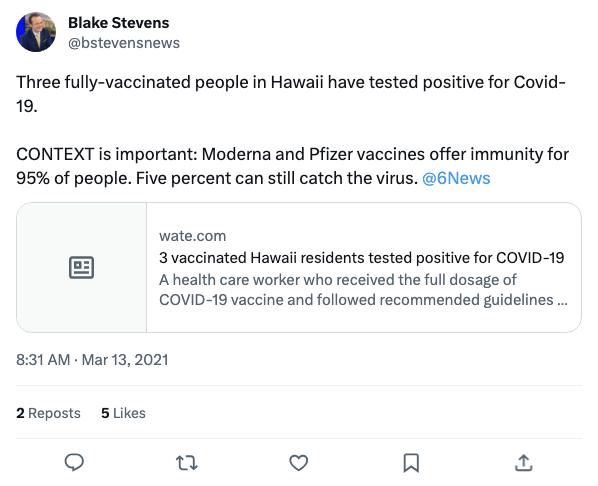 Blake Stevens
@bstevensnews
Three fully-vaccinated people in Hawaii have tested positive for Covid-
19.
CONTEXT is important: Moderna and Pfizer vaccines offer immunity for
95% of people. Five percent can still catch the virus. @6News
wate.com
3 vaccinated Hawaii residents tested positive for COVID-19
A health care worker who received the full dosage of
COVID-19 vaccine and followed recommended guidelines ...
8:31 AM · Mar 13, 2021
2 Reposts 5 Likes